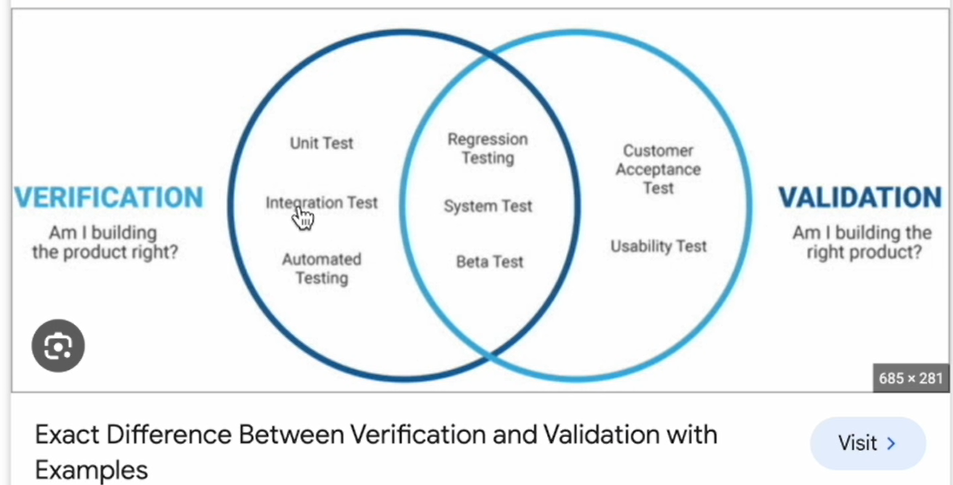 VERIFICATION
Am I building
the product right?
Unit Test
Integration Test
Automated
Testing
Regression
Testing
System Test
Beta Test
Customer
Acceptance
Test
Usability Test
VALIDATION
Am I building the
right product?
685 × 281
Exact Difference Between Verification and Validation with
Examples
Visit >